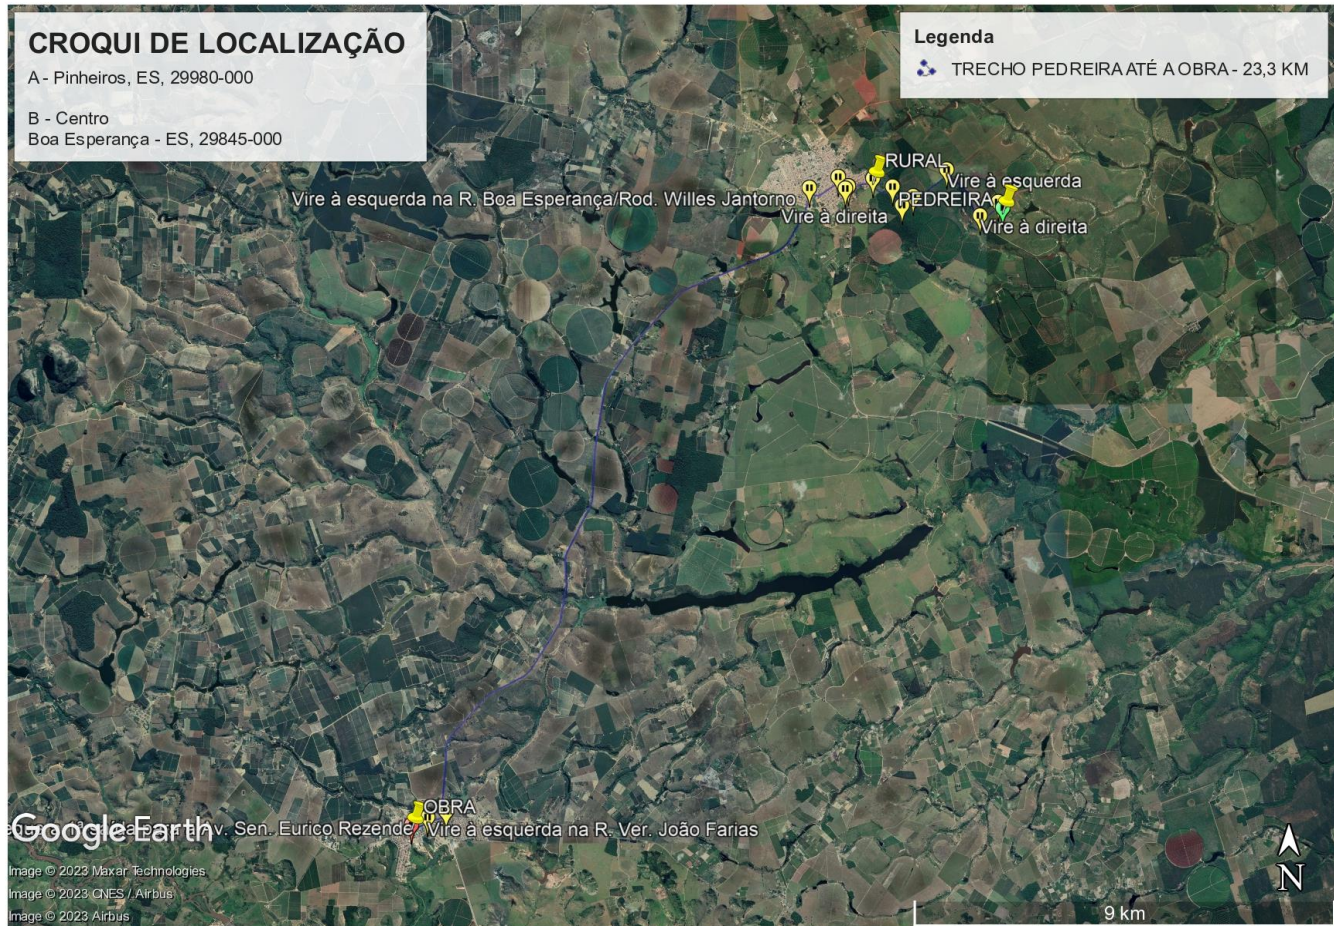 CROQUI DE LOCALIZAÇÃO
A - Pinheiros, ES, 29980-000
B - Centro
Boa Esperança - ES, 29845-000
Legenda
TRECHO PEDREIRA ATÉ A OBRA - 23,3 KM
RURAL
Vire à esquerda
Vire à esquerda na R. Boa Esperança/Rod. Willes Jantorno
PEDREIRA
Vire à direita
Vire à direita
OBRA
Av. Sen. Eurico Rezende
Vire à esquerda na R. Ver. João Farias
Google Earth
Image © 2023 Maxar Technologies
Image © 2023 CNES / Airbus
Image © 2023 Airbus
N
9 km